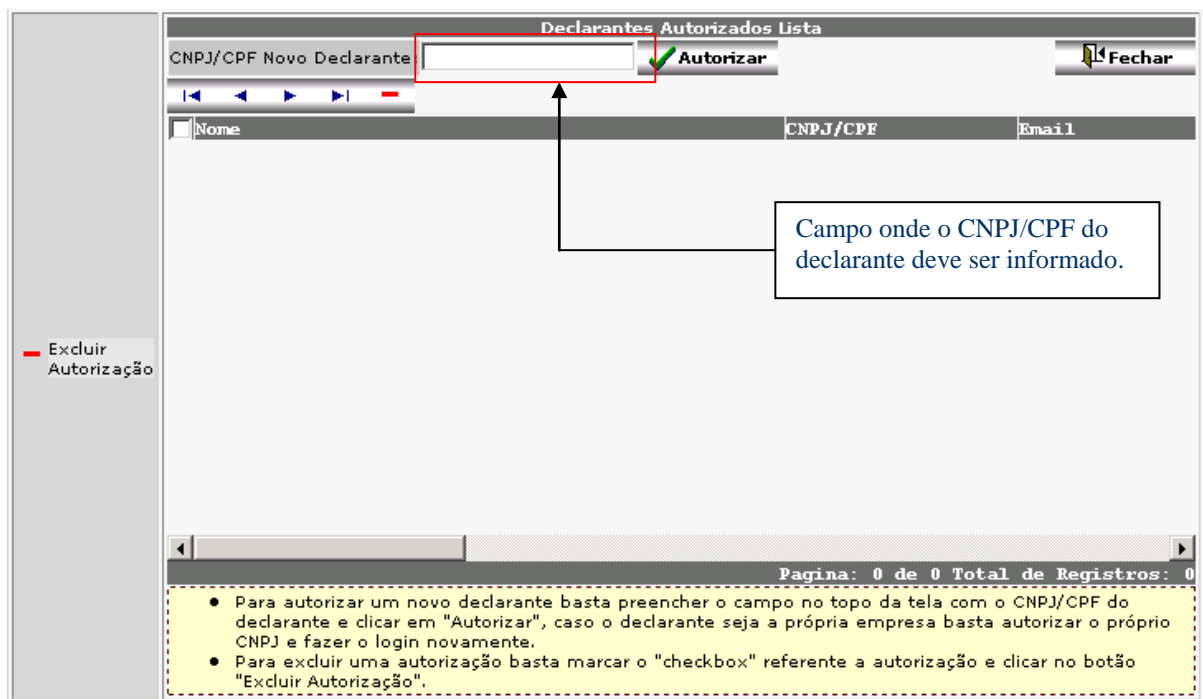 Declarantes Autorizados Lista
CNPJ/CPF Novo Declarante:
Autorizar
Fechar
Nome
CNPJ/CPF
Email
Campo onde o CNPJ/CPF do
declarante deve ser informado.
Excluir
Autorização
Pagina: 0 de 0 Total de Registros: 0
• Para autorizar um novo declarante basta preencher o campo no topo da tela com o CNPJ/CPF do
declarante e clicar em "Autorizar", caso o declarante seja a própria empresa basta autorizar o próprio
CNPJ e fazer o login novamente.
• Para excluir uma autorização basta marcar o "checkbox" referente a autorização e clicar no botão
"Excluir Autorização".